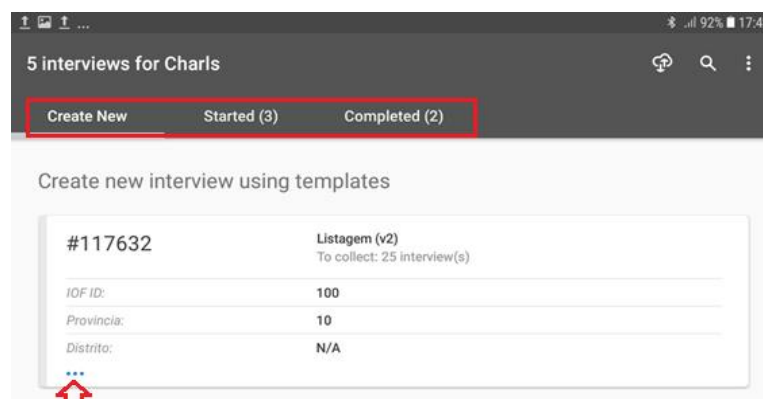 ... 92% 17:4
5 interviews for Charls
Create New Started (3) Completed (2)
Create new interview using templates
#117632 Listagem (v2)
To collect: 25 interview(s)
IOF ID: 100
Provincia: 10
Distrito: N/A
...